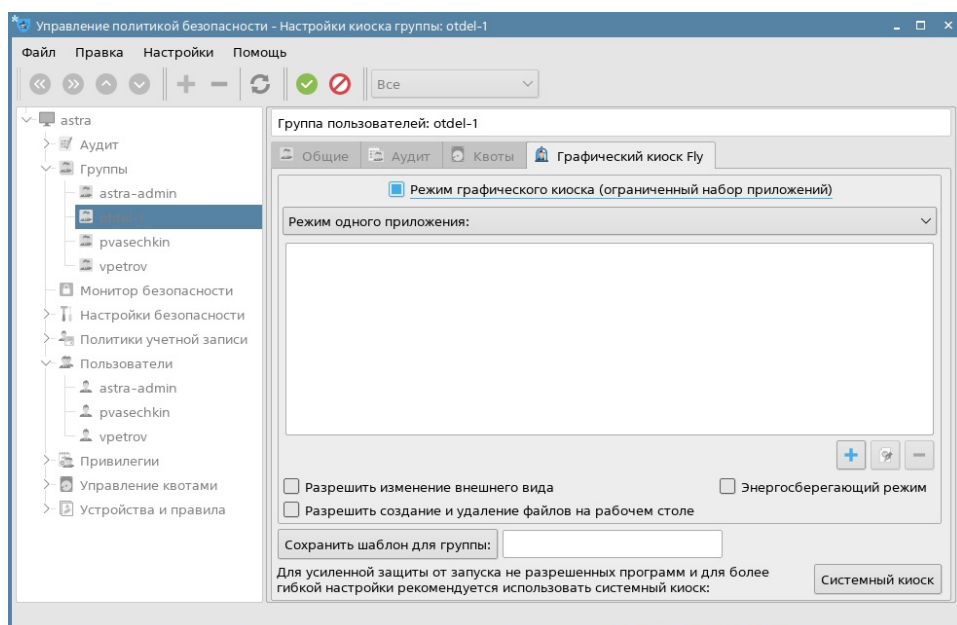 Управление политикой безопасности - Настройки киоска группы: otdel-1
Файл Правка Настройки Помощь
Все
astra
Аудит
Группы
astra-admin
otdel-1
pvasechkin
vpetrov
Монитор безопасности
Настройки безопасности
Политики учетной записи
Пользователи
astra-admin
pvasechkin
vpetrov
Привилегии
Управление квотами
Устройства и правила
Группа пользователей: otdel-1
Общие Аудит Квоты Графический киоск Fly
Режим графического киоска (ограниченный набор приложений)
Режим одного приложения:
Разрешить изменение внешнего вида
Энергосберегающий режим
Разрешить создание и удаление файлов на рабочем столе
Сохранить шаблон для группы:
Для усиленной защиты от запуска не разрешенных программ и для более
гибкой настройки рекомендуется использовать системный киоск:
Системный киоск